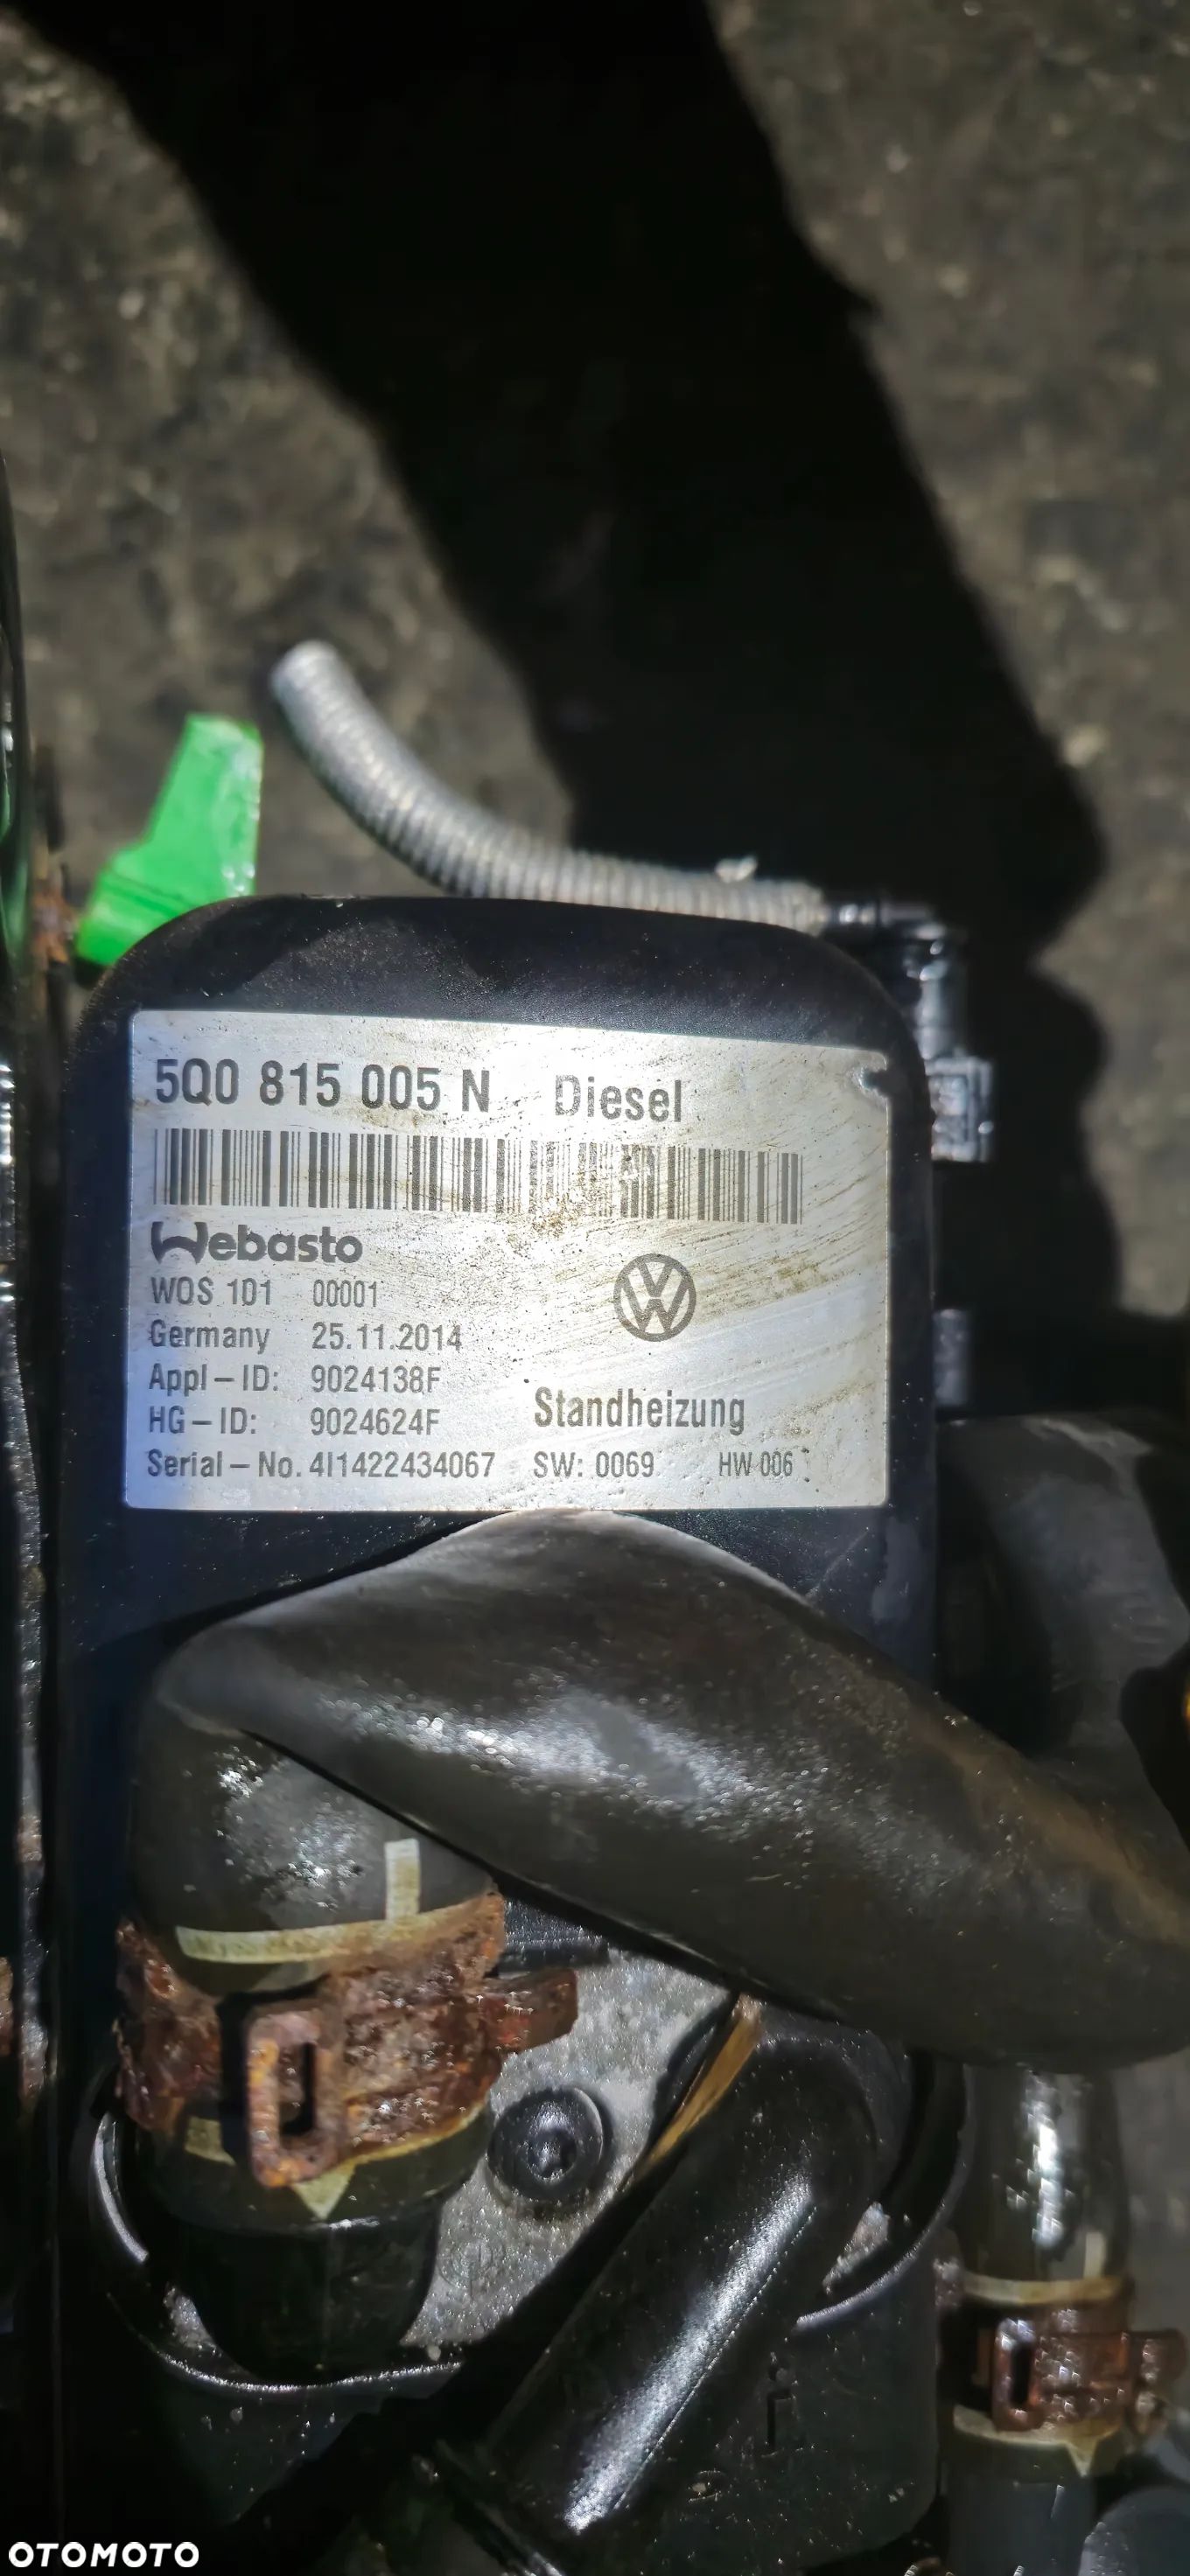 5Q0 815 005 N Diesel
Webasto
WOS 1D1 00001
Germany 25.11.2014
Appl-ID: 9024138F
HG-ID: 9024624F
Standheizung
Serial-No. 4I1422434067 SW: 0069 HW 006
OTOMOTO